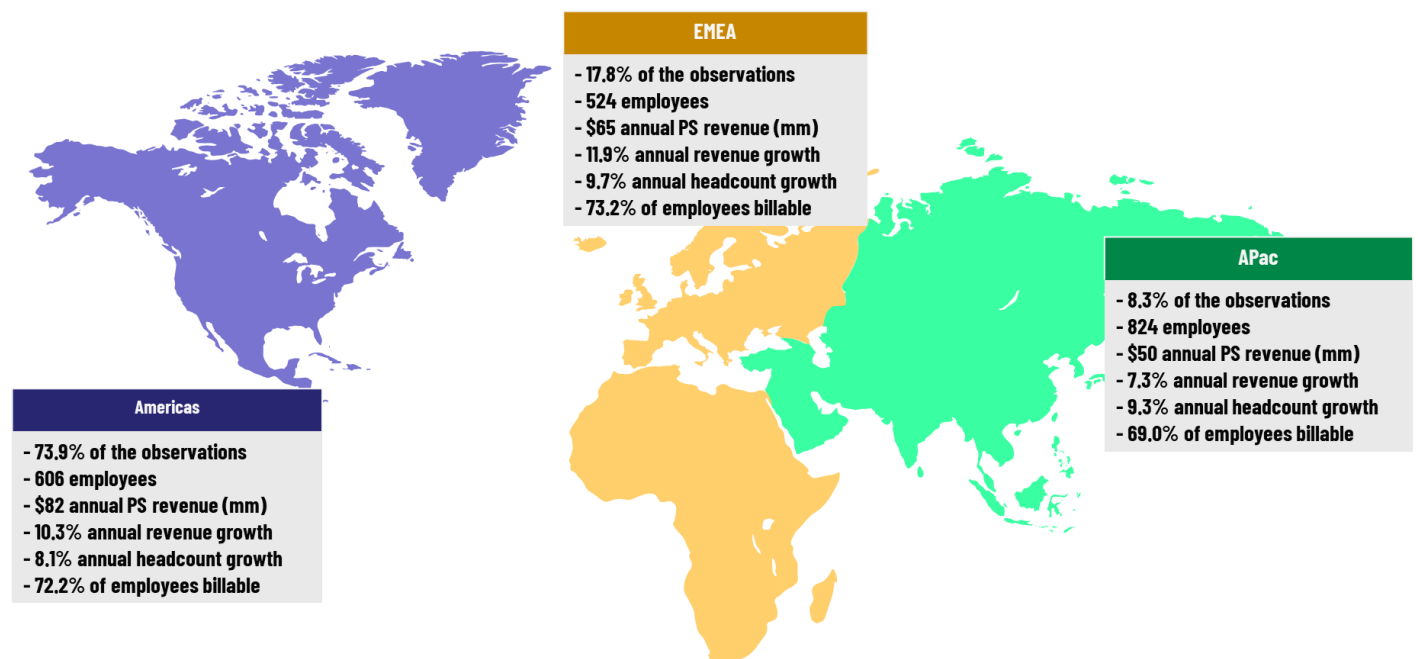 EMEA
- 17.8% of the observations
- 524 employees
- $65 annual PS revenue (mm)
- 11.9% annual revenue growth
- 9.7% annual headcount growth
- 73.2% of employees billable
APac
- 8.3% of the observations
- 824 employees
- $50 annual PS revenue (mm)
- 7.3% annual revenue growth
- 9.3% annual headcount growth
- 69.0% of employees billable
Americas
- 73.9% of the observations
- 606 employees
- $82 annual PS revenue (mm)
- 10.3% annual revenue growth
- 8.1% annual headcount growth
- 72.2% of employees billable